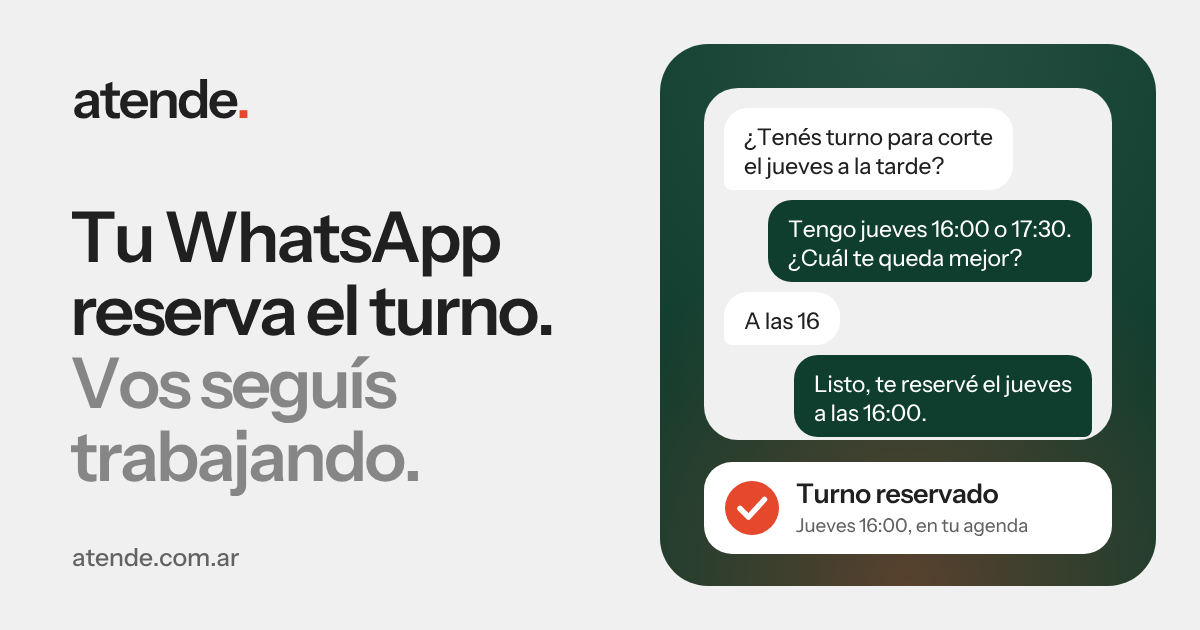 atende.
Tu WhatsApp
reserva el turno.
Vos seguís
trabajando.
atende.com.ar
¿Tenés turno para corte
el jueves a la tarde?
Tengo jueves 16:00 o 17:30.
¿Cuál te queda mejor?
A las 16
Listo, te reservé el jueves
a las 16:00.
Turno reservado
Jueves 16:00, en tu agenda